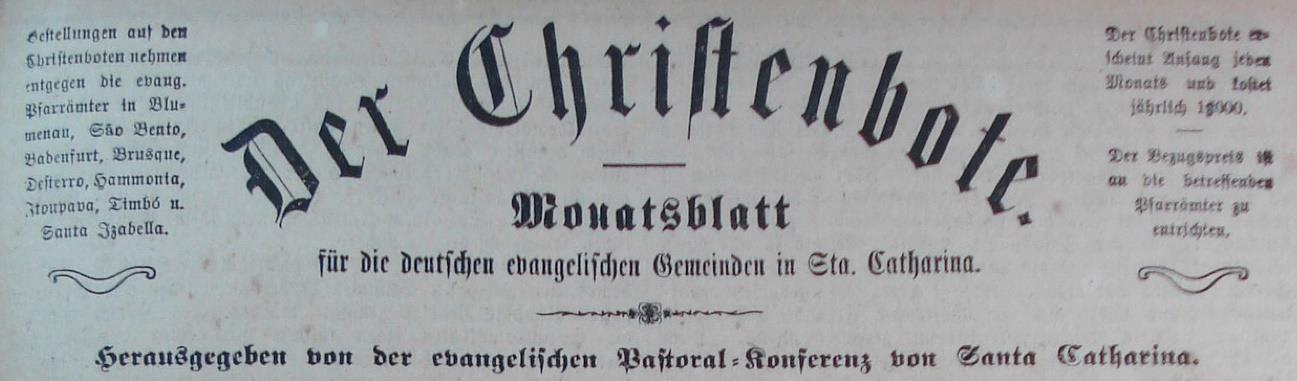 Bestellungen auf den
Christenboten nehmen
entgegen die evang.
Pfarrämter in Blu-
menau, São Bento,
Badenfurt, Brusque,
Desterro, Hammonia,
Itoupava, Timbó u.
Santa Izabella.
Der Christenbote.
Monatsblatt
für die deutschen evangelischen Gemeinden in Sta. Catharina.
Herausgegeben von der evangelischen Pastoral-Konferenz von Santa Catharina.
Der Christenbote er-
scheint Anfang jeden
Monats und kostet
jährlich 1$000.
Der Bezugspreis ist
an die betreffenden
Pfarrämter zu
entrichten.